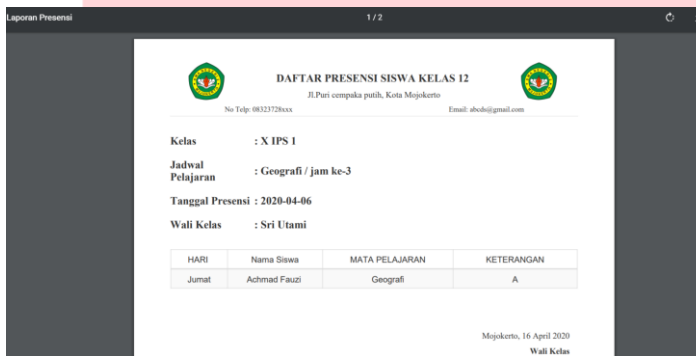 Laporan Presensi 1 / 2
DAFTAR PRESENSI SISWA KELAS 12
Jl.Puri cempaka putih, Kota Mojokerto
No Telp: 08323728xxx Email: abcds@gmail.com
Kelas : X IPS 1
Jadwal
Pelajaran : Geografi / jam ke-3
Tanggal Presensi : 2020-04-06
Wali Kelas : Sri Utami
HARI Nama Siswa MATA PELAJARAN KETERANGAN
Jumat Achmad Fauzi Geografi A
Mojokerto, 16 April 2020
Wali Kelas